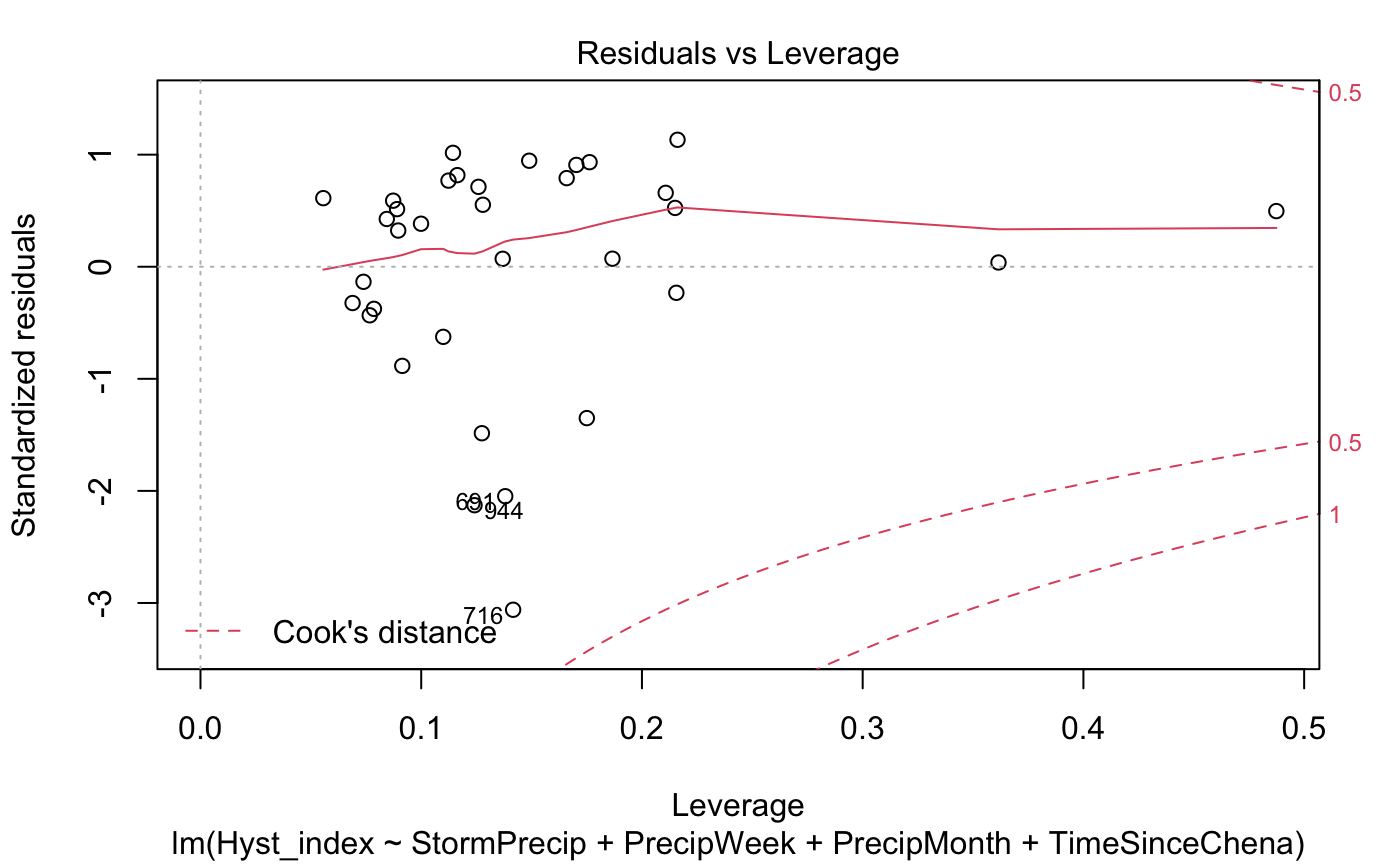 Residuals vs Leverage
Standardized residuals
1
0
-1
-2
-3
0.5
0.5
1
691
944
716
Cook's distance
0.0 0.1 0.2 0.3 0.4 0.5
Leverage
lm(Hyst_index ~ StormPrecip + PrecipWeek + PrecipMonth + TimeSinceChena)